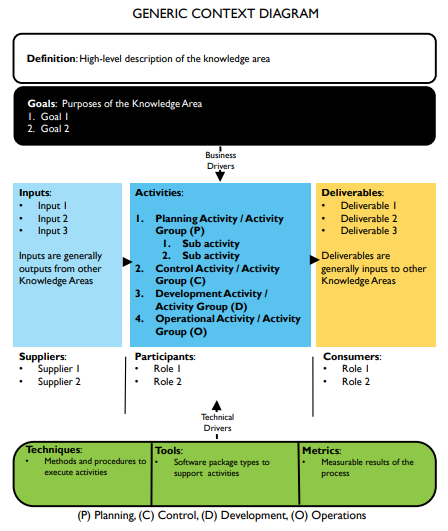 GENERIC CONTEXT DIAGRAM
Definition: High-level description of the knowledge area
Goals: Purposes of the Knowledge Area
1. Goal 1
2. Goal 2
Business
Drivers
Inputs:
• Input 1
• Input 2
• Input 3
Inputs are generally
outputs from other
Knowledge Areas
Activities:
1. Planning Activity / Activity
Group (P)
1. Sub activity
2. Sub activity
2. Control Activity / Activity
Group (C)
3. Development Activity /
Activity Group (D)
4. Operational Activity / Activity
Group (O)
Deliverables:
• Deliverable 1
• Deliverable 2
• Deliverable 3
Deliverables are
generally inputs to other
Knowledge Areas
Suppliers:
• Supplier 1
• Supplier 2
Participants:
• Role 1
• Role 2
Consumers:
• Role 1
• Role 2
Technical
Drivers
Techniques:
• Methods and procedures to
execute activities
Tools:
• Software package types to
support activities
Metrics:
• Measurable results of the
process
(P) Planning, (C) Control, (D) Development, (O) Operations